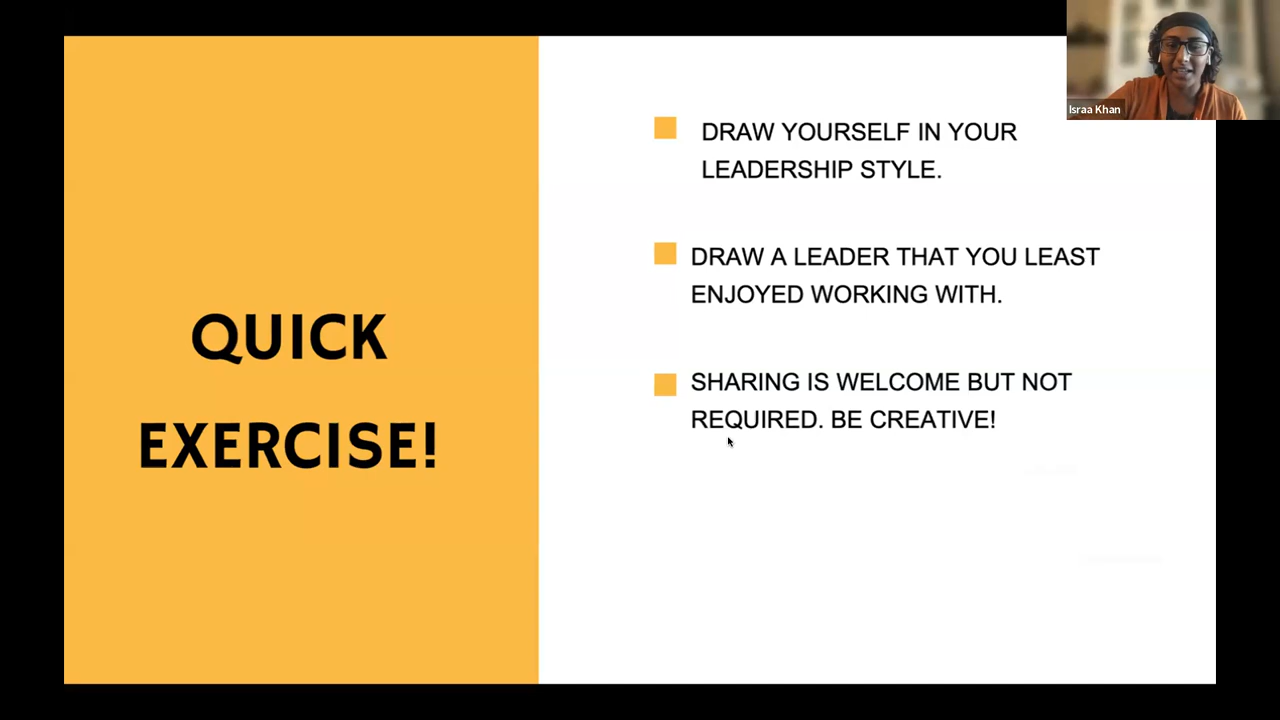 QUICK
EXERCISE!
DRAW YOURSELF IN YOUR
LEADERSHIP STYLE.
DRAW A LEADER THAT YOU LEAST
ENJOYED WORKING WITH.
SHARING IS WELCOME BUT NOT
REQUIRED. BE CREATIVE!
Israa Khan